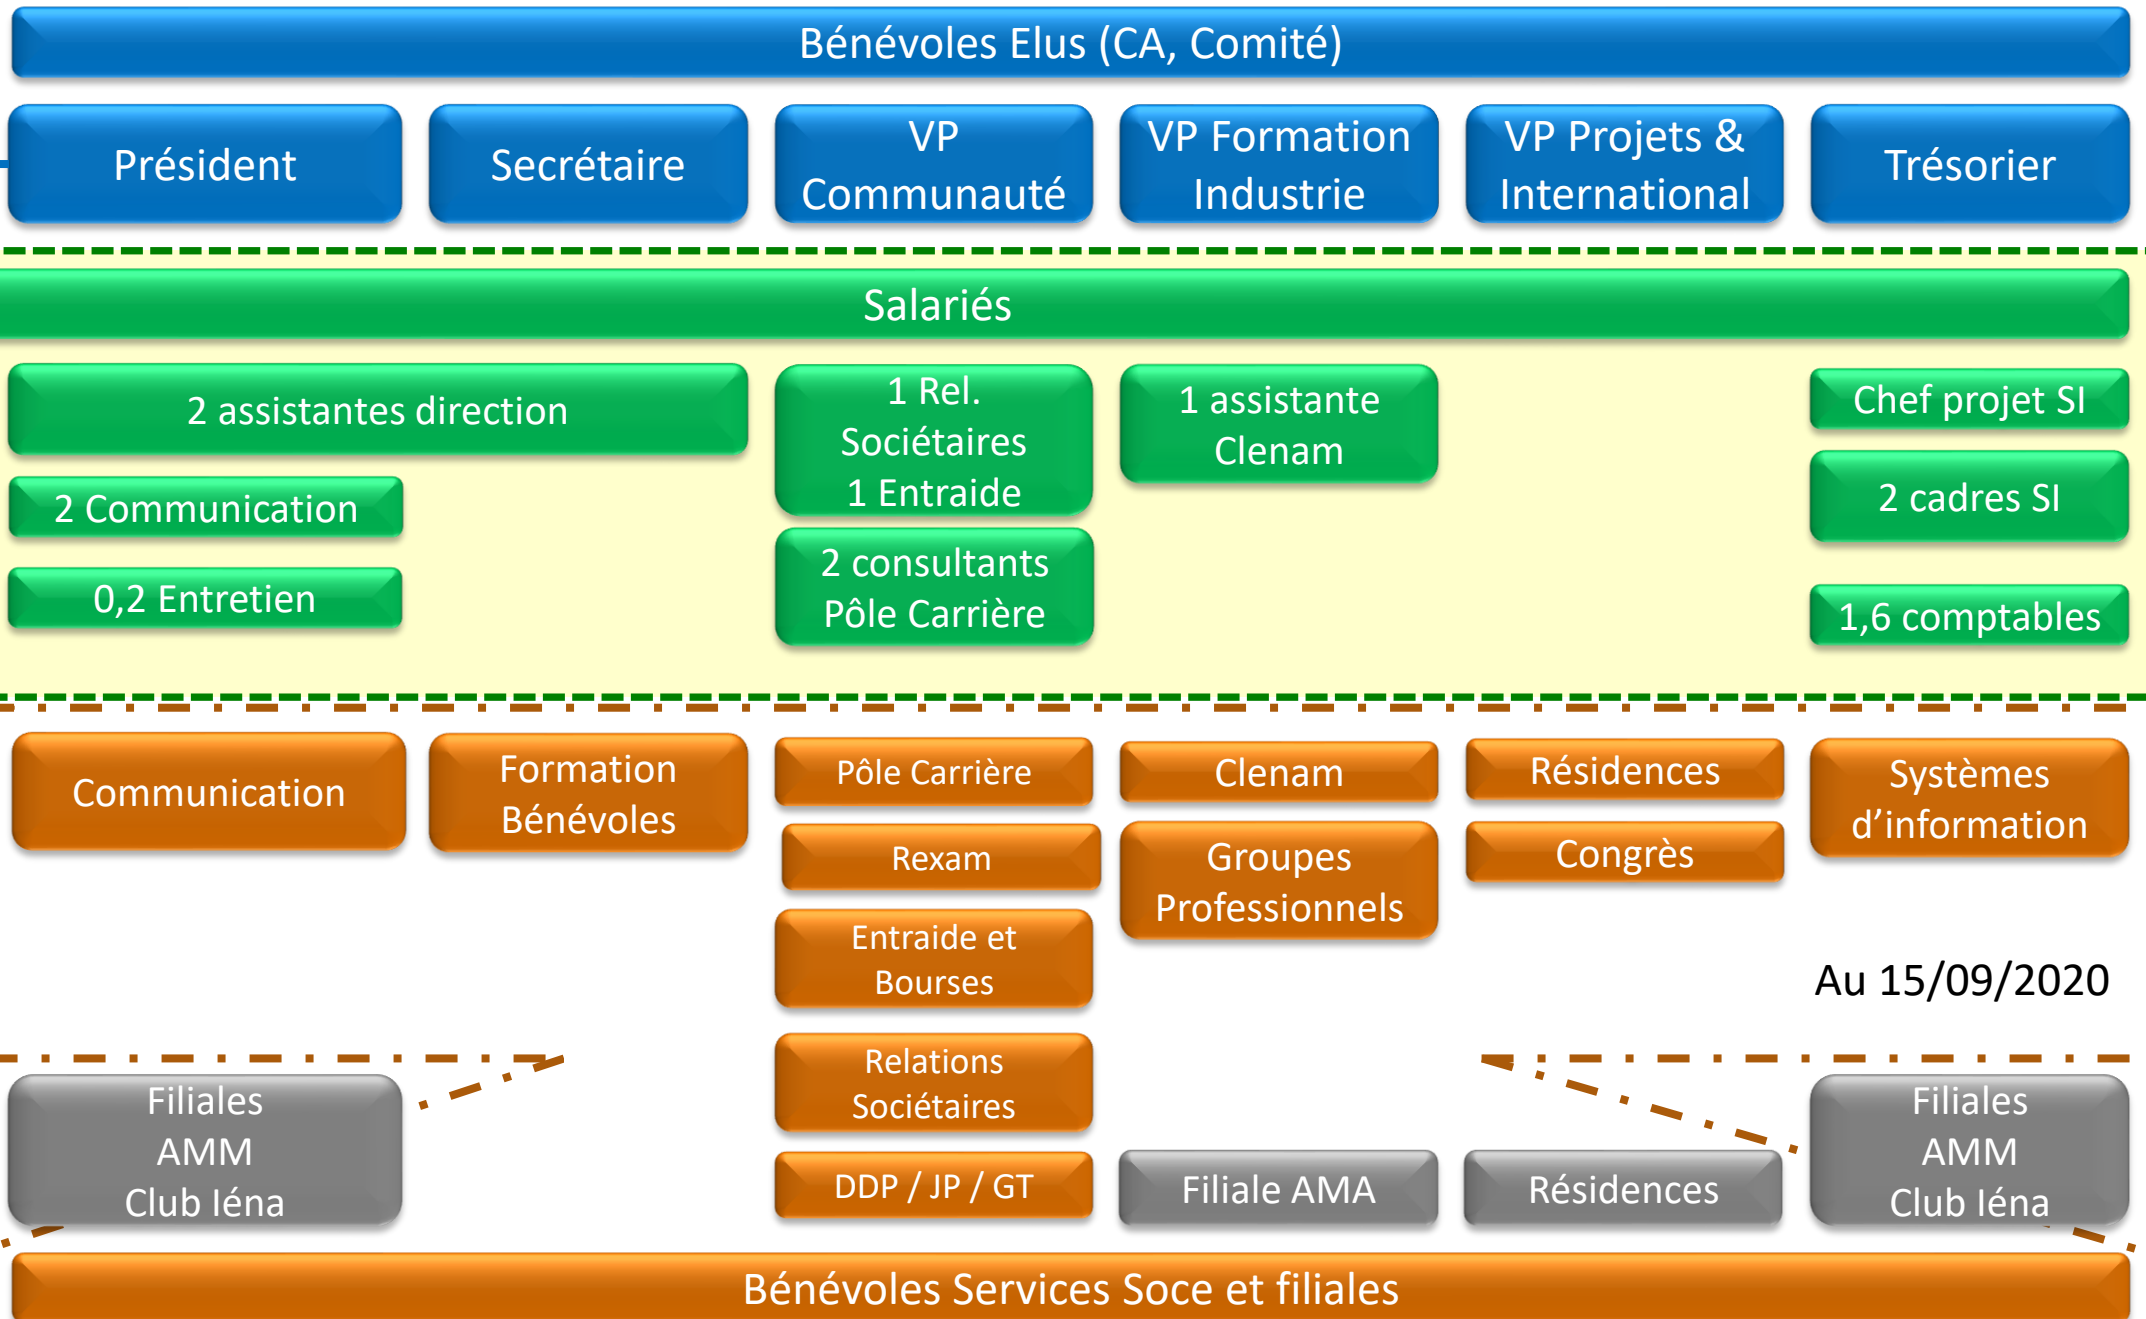 Bénévoles Elus (CA, Comité)
Président
Secrétaire
VP
Communauté
VP Formation
Industrie
VP Projets &
International
Trésorier
Salariés
2 assistantes direction
2 Communication
0,2 Entretien
1 Rel.
Sociétaires
1 Entraide
2 consultants
Pôle Carrière
1 assistante
Clenam
Chef projet SI
2 cadres SI
1,6 comptables
Communication
Formation
Bénévoles
Pôle Carrière
Rexam
Entraide et
Bourses
Relations
Sociétaires
DDP / JP / GT
Clenam
Groupes
Professionnels
Résidences
Congrès
Systèmes
d’information
Au 15/09/2020
Filiales
AMM
Club Iéna
Filiale AMA
Résidences
Filiales
AMM
Club Iéna
Bénévoles Services Soce et filiales